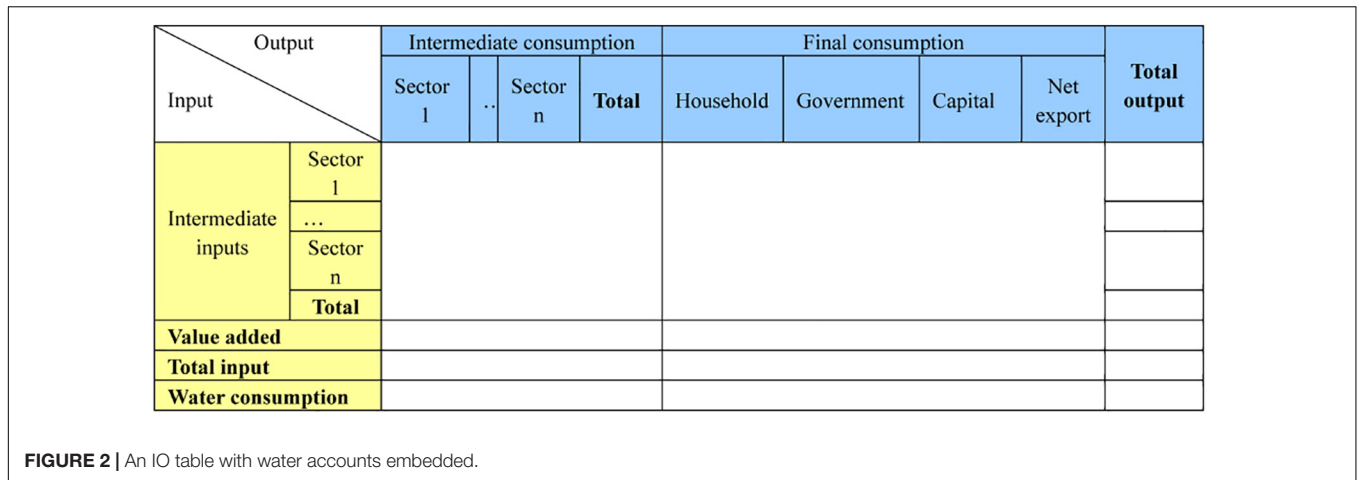 Output
Intermediate consumption
Final consumption
Total output
Input
Sector 1
..
Sector n
Total
Household
Government
Capital
Net export
Intermediate inputs
Sector 1
…
Sector n
Total
Value added
Total input
Water consumption
FIGURE 2 | An IO table with water accounts embedded.